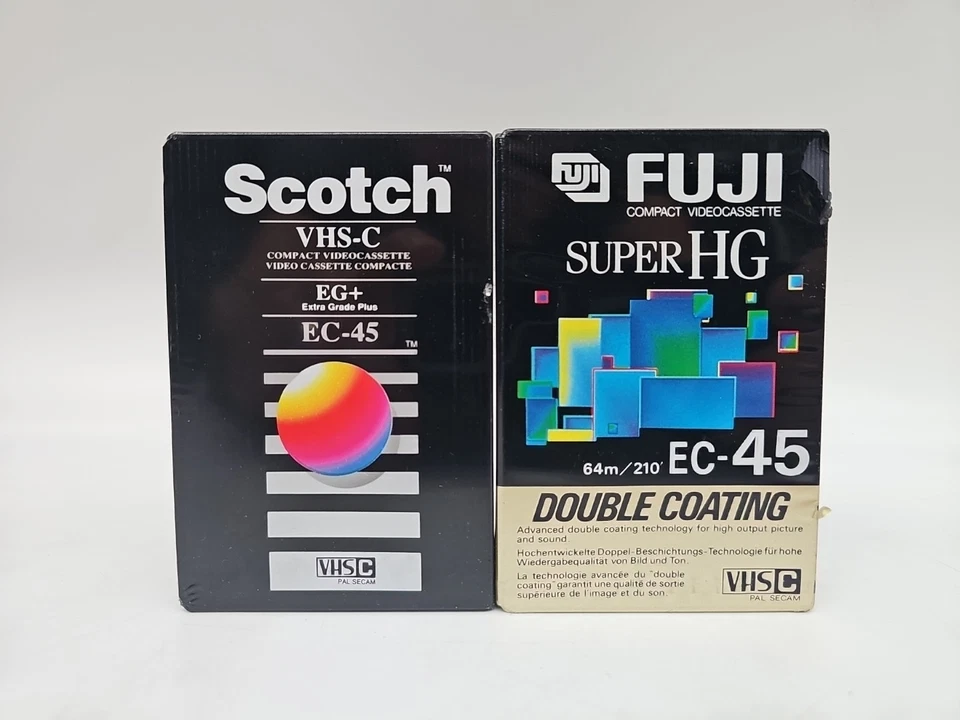 Scotch™
VHS-C
COMPACT VIDEOCASSETTE
VIDEO CASSETTE COMPACTE
EG+
Extra Grade Plus
EC-45
™
VHS C
PAL SECAM
FUJI FUJI
COMPACT VIDEOCASSETTE
SUPER HG
64m/210' EC-45
DOUBLE COATING
Advanced double coating technology for high output picture
and sound.
Hochentwickelte Doppel-Beschichtungs-Technologie für hohe
Wiedergabequalität von Bild und Ton.
La technologie avancée du "double
coating" garantit une qualité de sortie
supérieure de l'image et du son.
VHS C
PAL SECAM